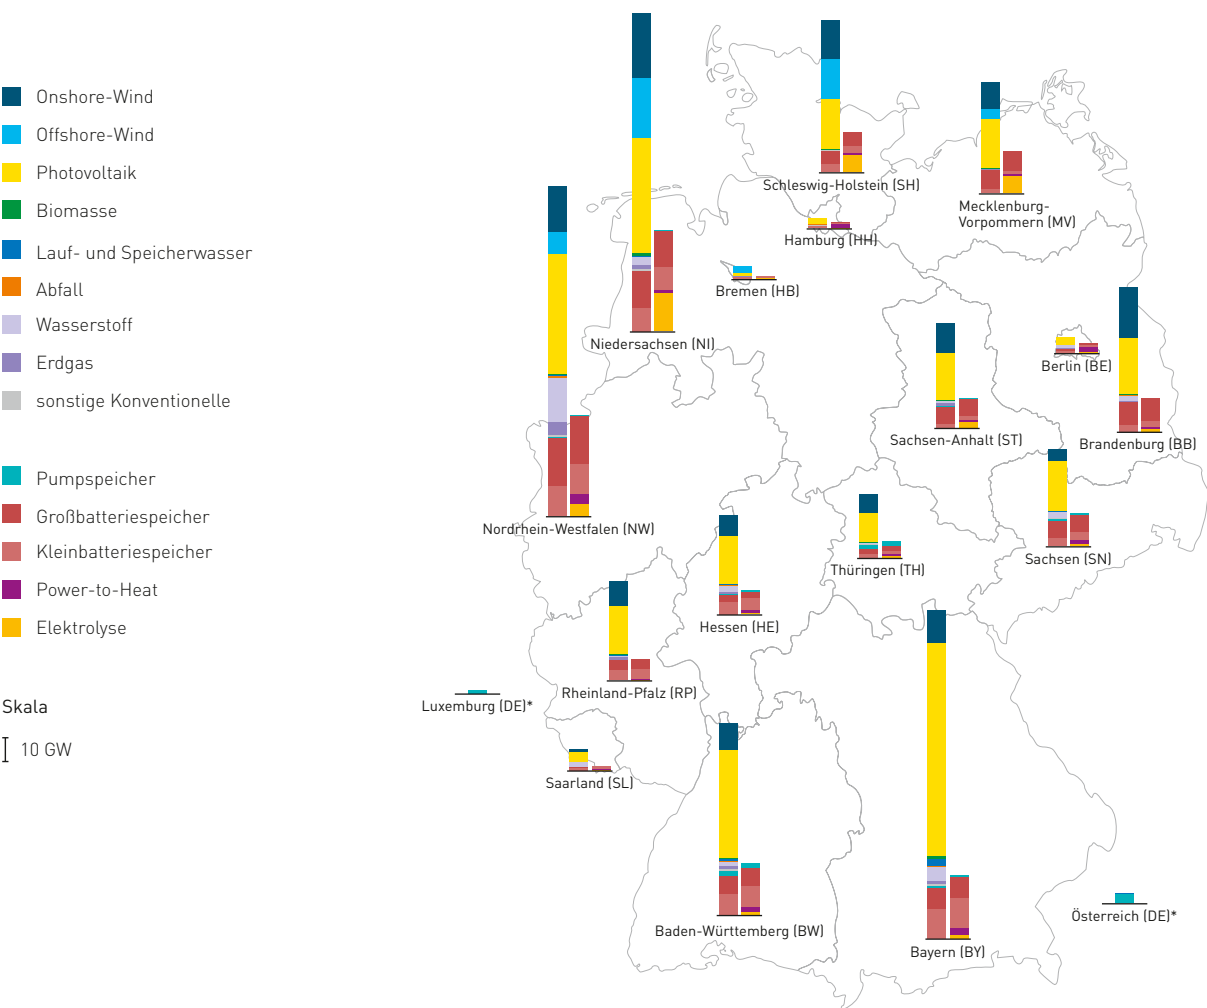 Onshore-Wind
Offshore-Wind
Photovoltaik
Biomasse
Lauf- und Speicherwasser
Abfall
Wasserstoff
Erdgas
sonstige Konventionelle
Pumpspeicher
Großbatteriespeicher
Kleinbatteriespeicher
Power-to-Heat
Elektrolyse
Skala
10 GW
Schleswig-Holstein (SH)
Mecklenburg-
Vorpommern (MV)
Hamburg (HH)
Bremen (HB)
Niedersachsen (NI)
Berlin (BE)
Sachsen-Anhalt (ST)
Brandenburg (BB)
Nordrhein-Westfalen (NW)
Sachsen (SN)
Thüringen (TH)
Hessen (HE)
Rheinland-Pfalz (RP)
Luxemburg (DE)*
Saarland (SL)
Österreich (DE)*
Baden-Württemberg (BW)
Bayern (BY)